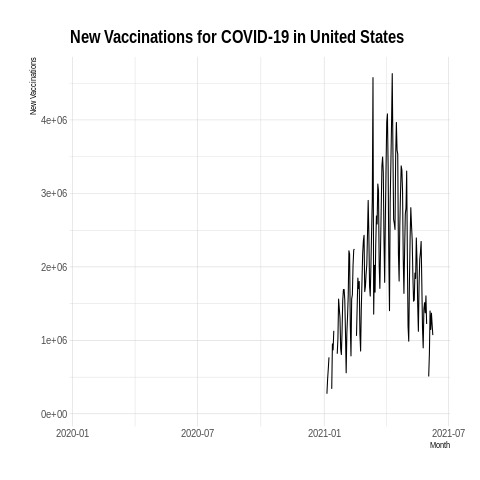 New Vaccinations for COVID-19 in United States
New Vaccinations
4e+06
3e+06
2e+06
1e+06
0e+00
2020-01 2020-07 2021-01 2021-07
Month